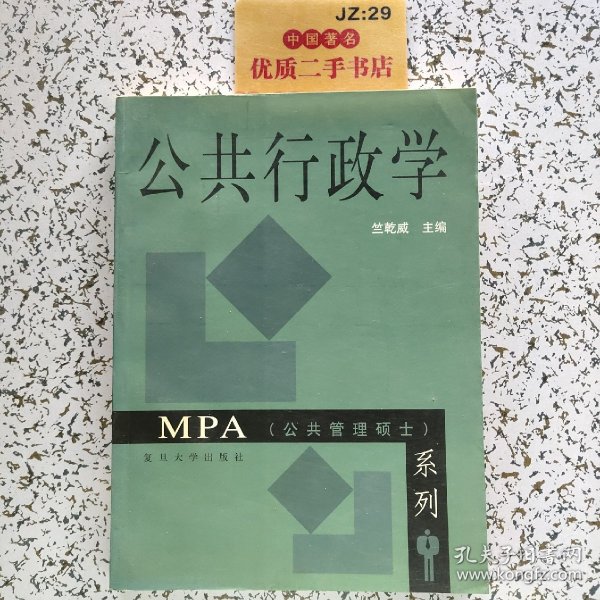 JZ:29
中国著名
优质二手书店
公共行政学
竺乾威 主编
MPA (公共管理硕士)
系列
复旦大学出版社
孔夫子旧书网
www.kongfz.com